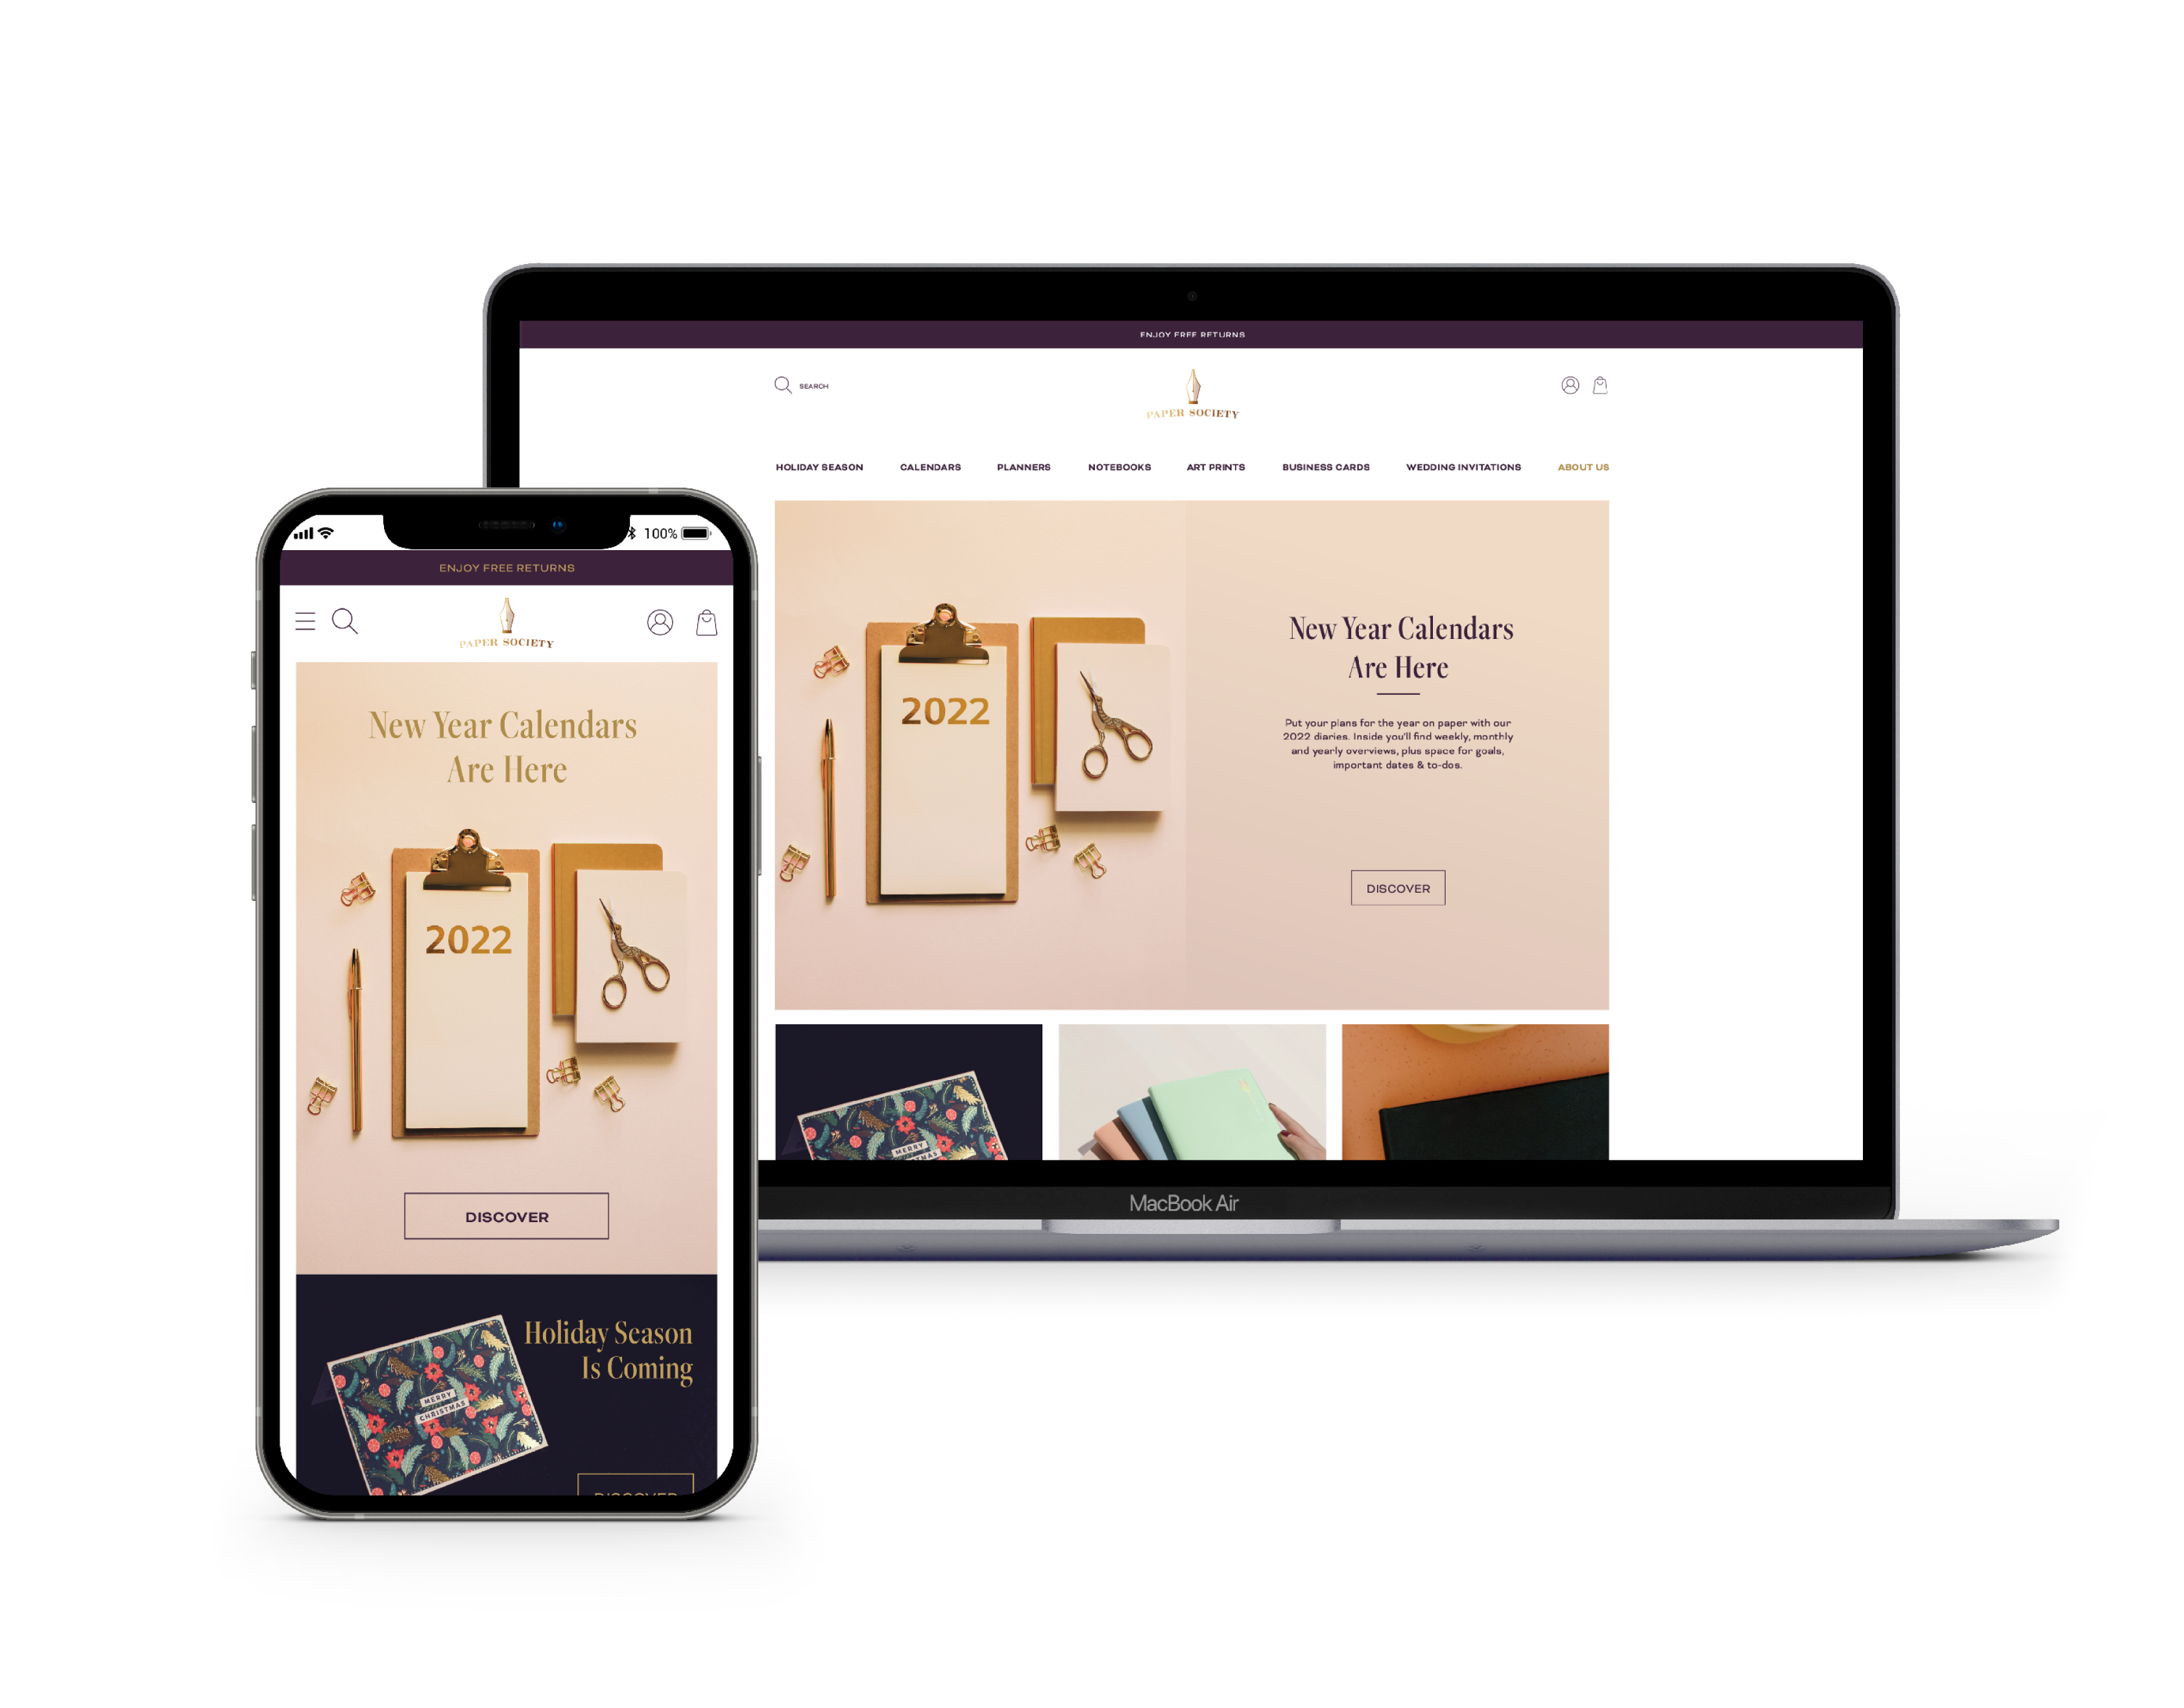 ENJOY FREE RETURNS
SEARCH
PAPER SOCIETY
HOLIDAY SEASON CALENDARS PLANNERS NOTEBOOKS ART PRINTS BUSINESS CARDS WEDDING INVITATIONS ABOUT US
2022
New Year Calendars
Are Here
Put your plans for the year on paper with our
2022 diaries. Inside you'll find weekly, monthly
and yearly overviews, plus space for goals,
important dates & to-dos.
DISCOVER
MERRY
CHRISTMAS
MacBook Air
100%
ENJOY FREE RETURNS
PAPER SOCIETY
New Year Calendars
Are Here
2022
DISCOVER
Holiday Season
Is Coming
MERRY
CHRISTMAS
DISCOVER